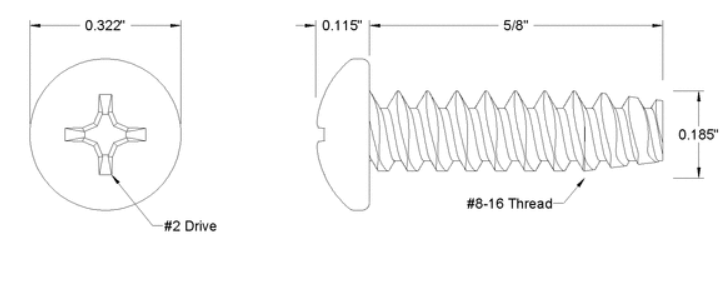 0.322"
0.115"
5/8"
0.185"
#8-16 Thread
#2 Drive